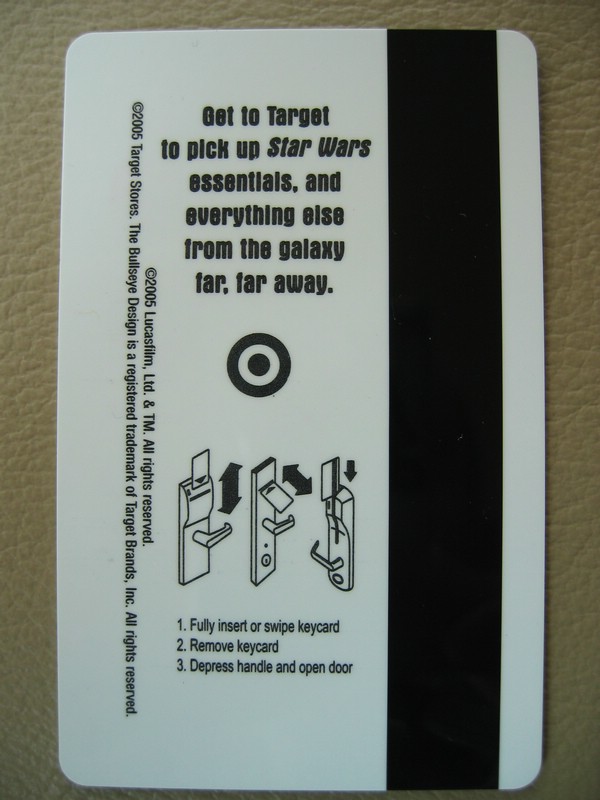 Get to Target
to pick up Star Wars
essentials, and
everything else
from the galaxy
far, far away.
1. Fully insert or swipe keycard
2. Remove keycard
3. Depress handle and open door
©2005 Lucasfilm, Ltd. & TM. All rights reserved.
©2005 Target Stores. The Bullseye Design is a registered trademark of Target Brands, Inc. All rights reserved.